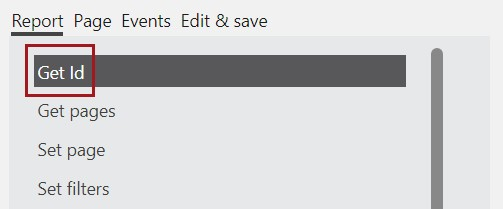 Report Page Events Edit & save
Get Id
Get pages
Set page
Set filters